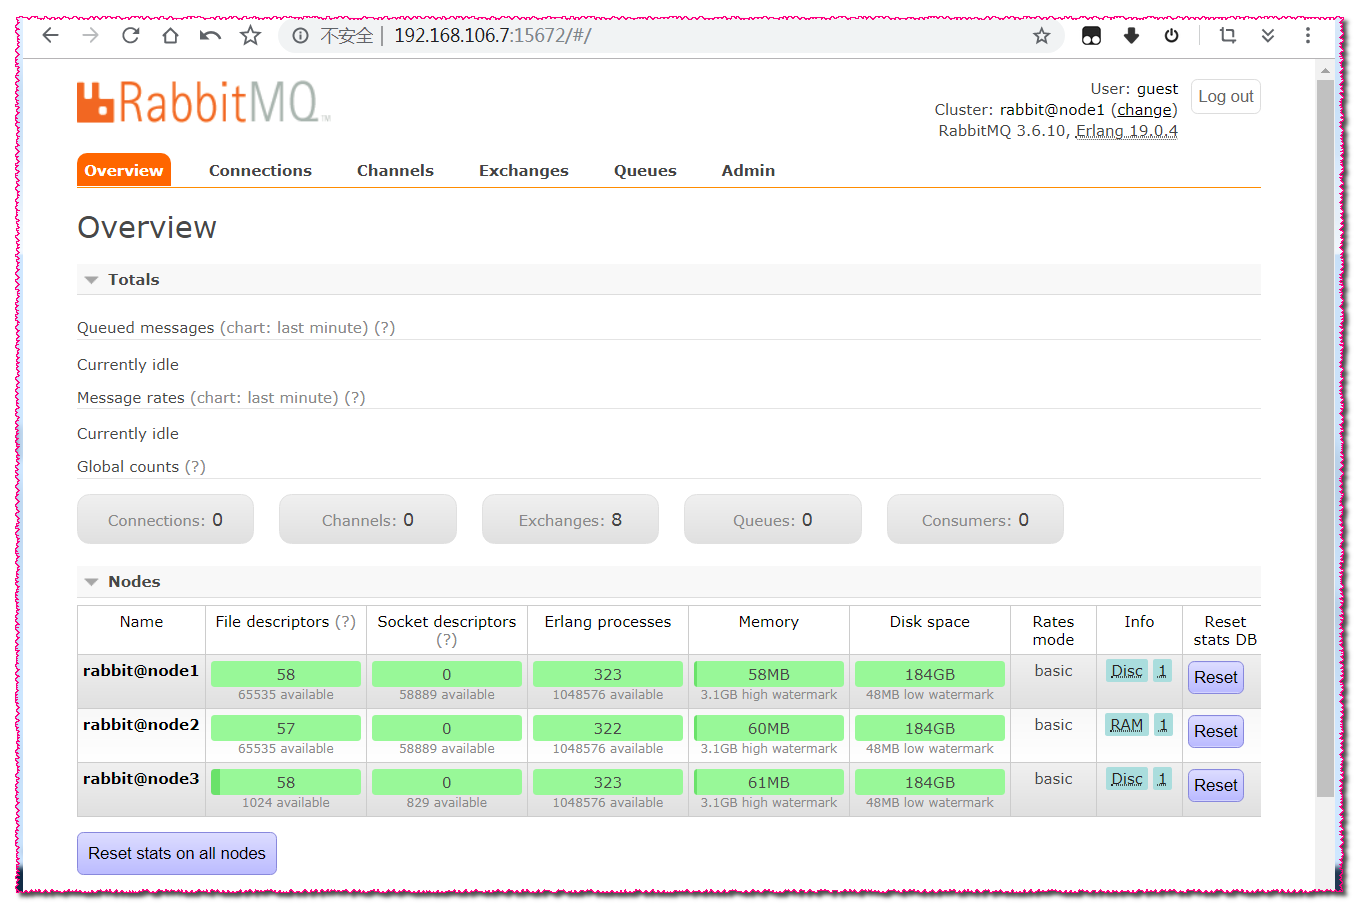 不安全 | 192.168.106.7:15672/#/
RabbitMQ TM
User: guest
Cluster: rabbit@node1 (change)
RabbitMQ 3.6.10, Erlang 19.0.4
Log out
Overview Connections Channels Exchanges Queues Admin
Overview
Totals
Queued messages (chart: last minute) (?)
Currently idle
Message rates (chart: last minute) (?)
Currently idle
Global counts (?)
Connections: 0 Channels: 0 Exchanges: 8 Queues: 0 Consumers: 0
Nodes
Name File descriptors (?) Socket descriptors (?) Erlang processes Memory Disk space Rates mode Info Reset stats DB
rabbit@node1 58 0 323 58MB 184GB basic Disc 1 Reset
65535 available 58889 available 1048576 available 3.1GB high watermark 48MB low watermark
rabbit@node2 57 0 322 60MB 184GB basic RAM 1 Reset
65535 available 58889 available 1048576 available 3.1GB high watermark 48MB low watermark
rabbit@node3 58 0 323 61MB 184GB basic Disc 1 Reset
1024 available 829 available 1048576 available 3.1GB high watermark 48MB low watermark
Reset stats on all nodes